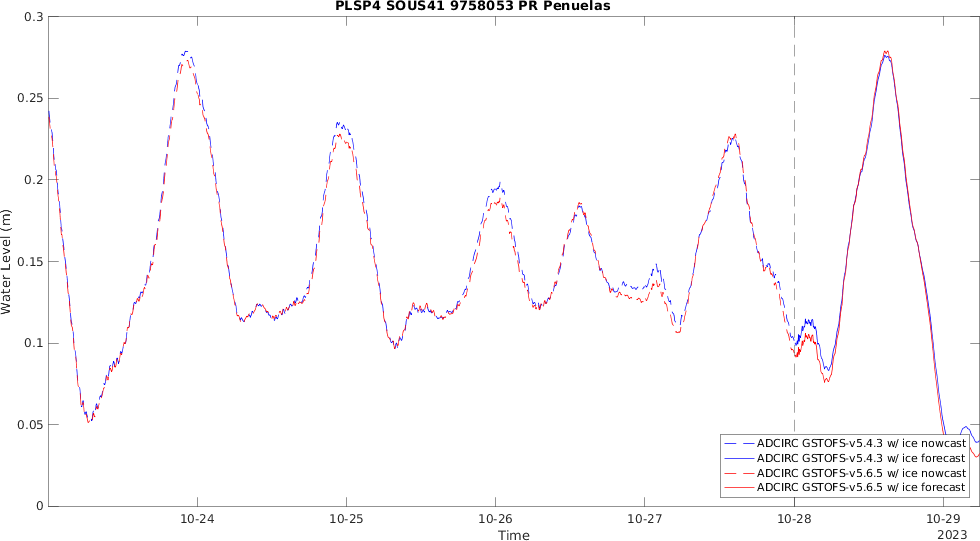 PLSP4 SOUS41 9758053 PR Penuelas
0.3
0.25
0.2
0.15
0.1
0.05
0
Water Level (m)
10-24
10-25
10-26
10-27
10-28
10-29
Time
2023
ADCIRC GSTOFS-v5.4.3 w/ ice nowcast
ADCIRC GSTOFS-v5.4.3 w/ ice forecast
ADCIRC GSTOFS-v5.6.5 w/ ice nowcast
ADCIRC GSTOFS-v5.6.5 w/ ice forecast